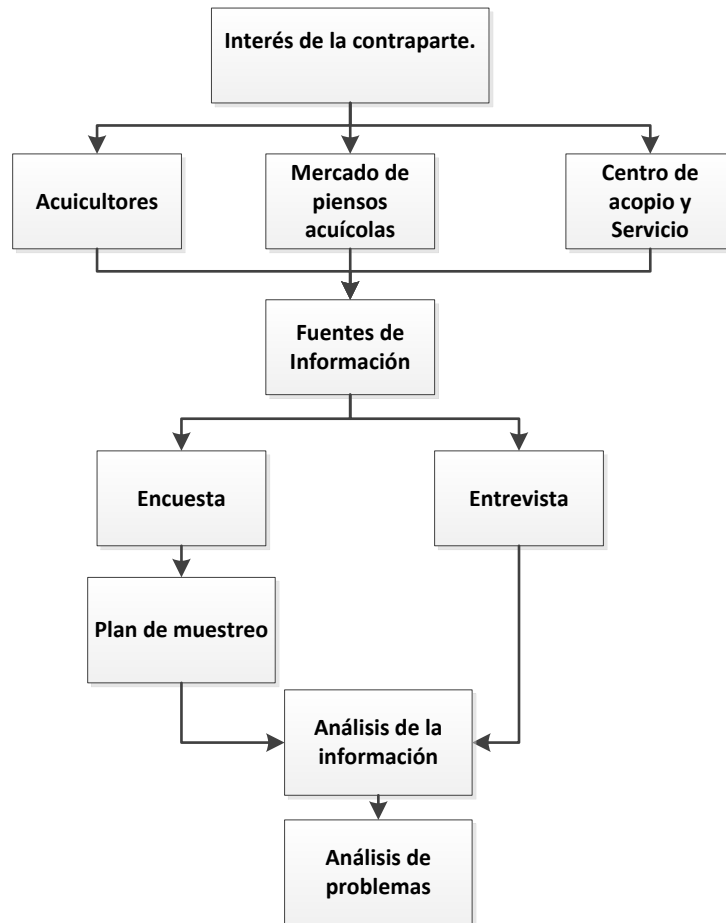 Interés de la contraparte.
Acuicultores
Mercado de
piensos
acuícolas
Centro de
acopio y
Servicio
Fuentes de
Información
Encuesta
Entrevista
Plan de muestreo
Análisis de la
información
Análisis de
problemas